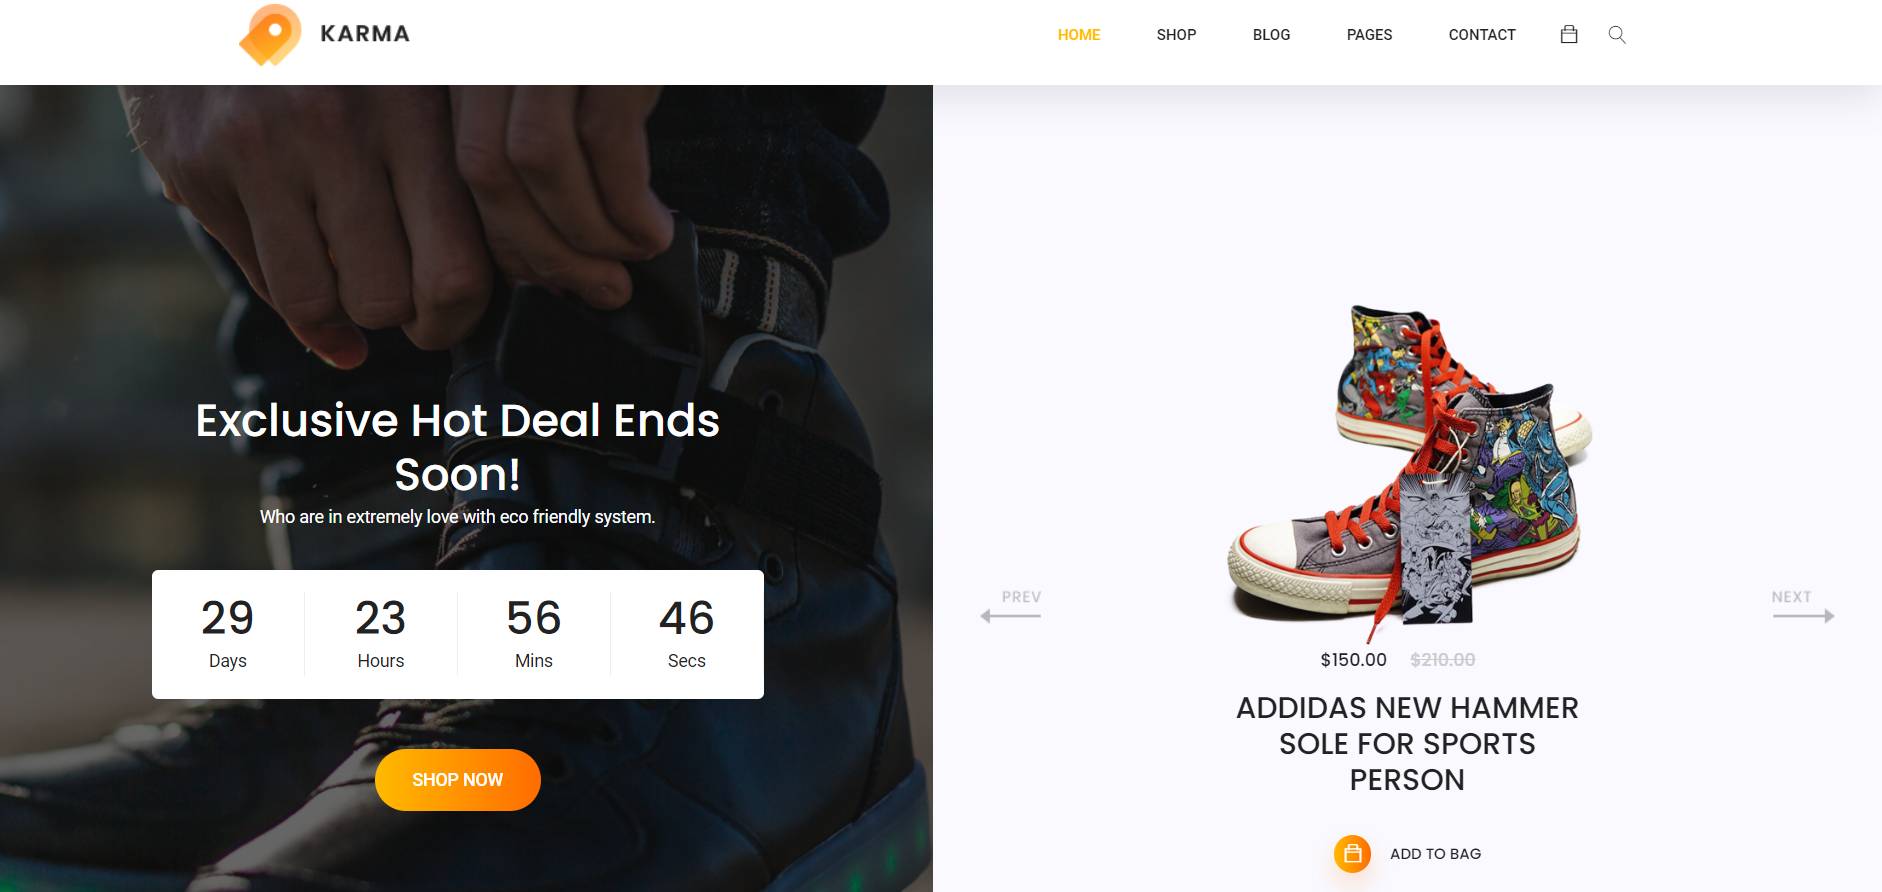 KARMA
HOME SHOP BLOG PAGES CONTACT
Exclusive Hot Deal Ends
Soon!
Who are in extremely love with eco friendly system.
29 23 56 46
Days Hours Mins Secs
SHOP NOW
PREV
NEXT
$150.00 $210.00
ADDIDAS NEW HAMMER
SOLE FOR SPORTS
PERSON
ADD TO BAG